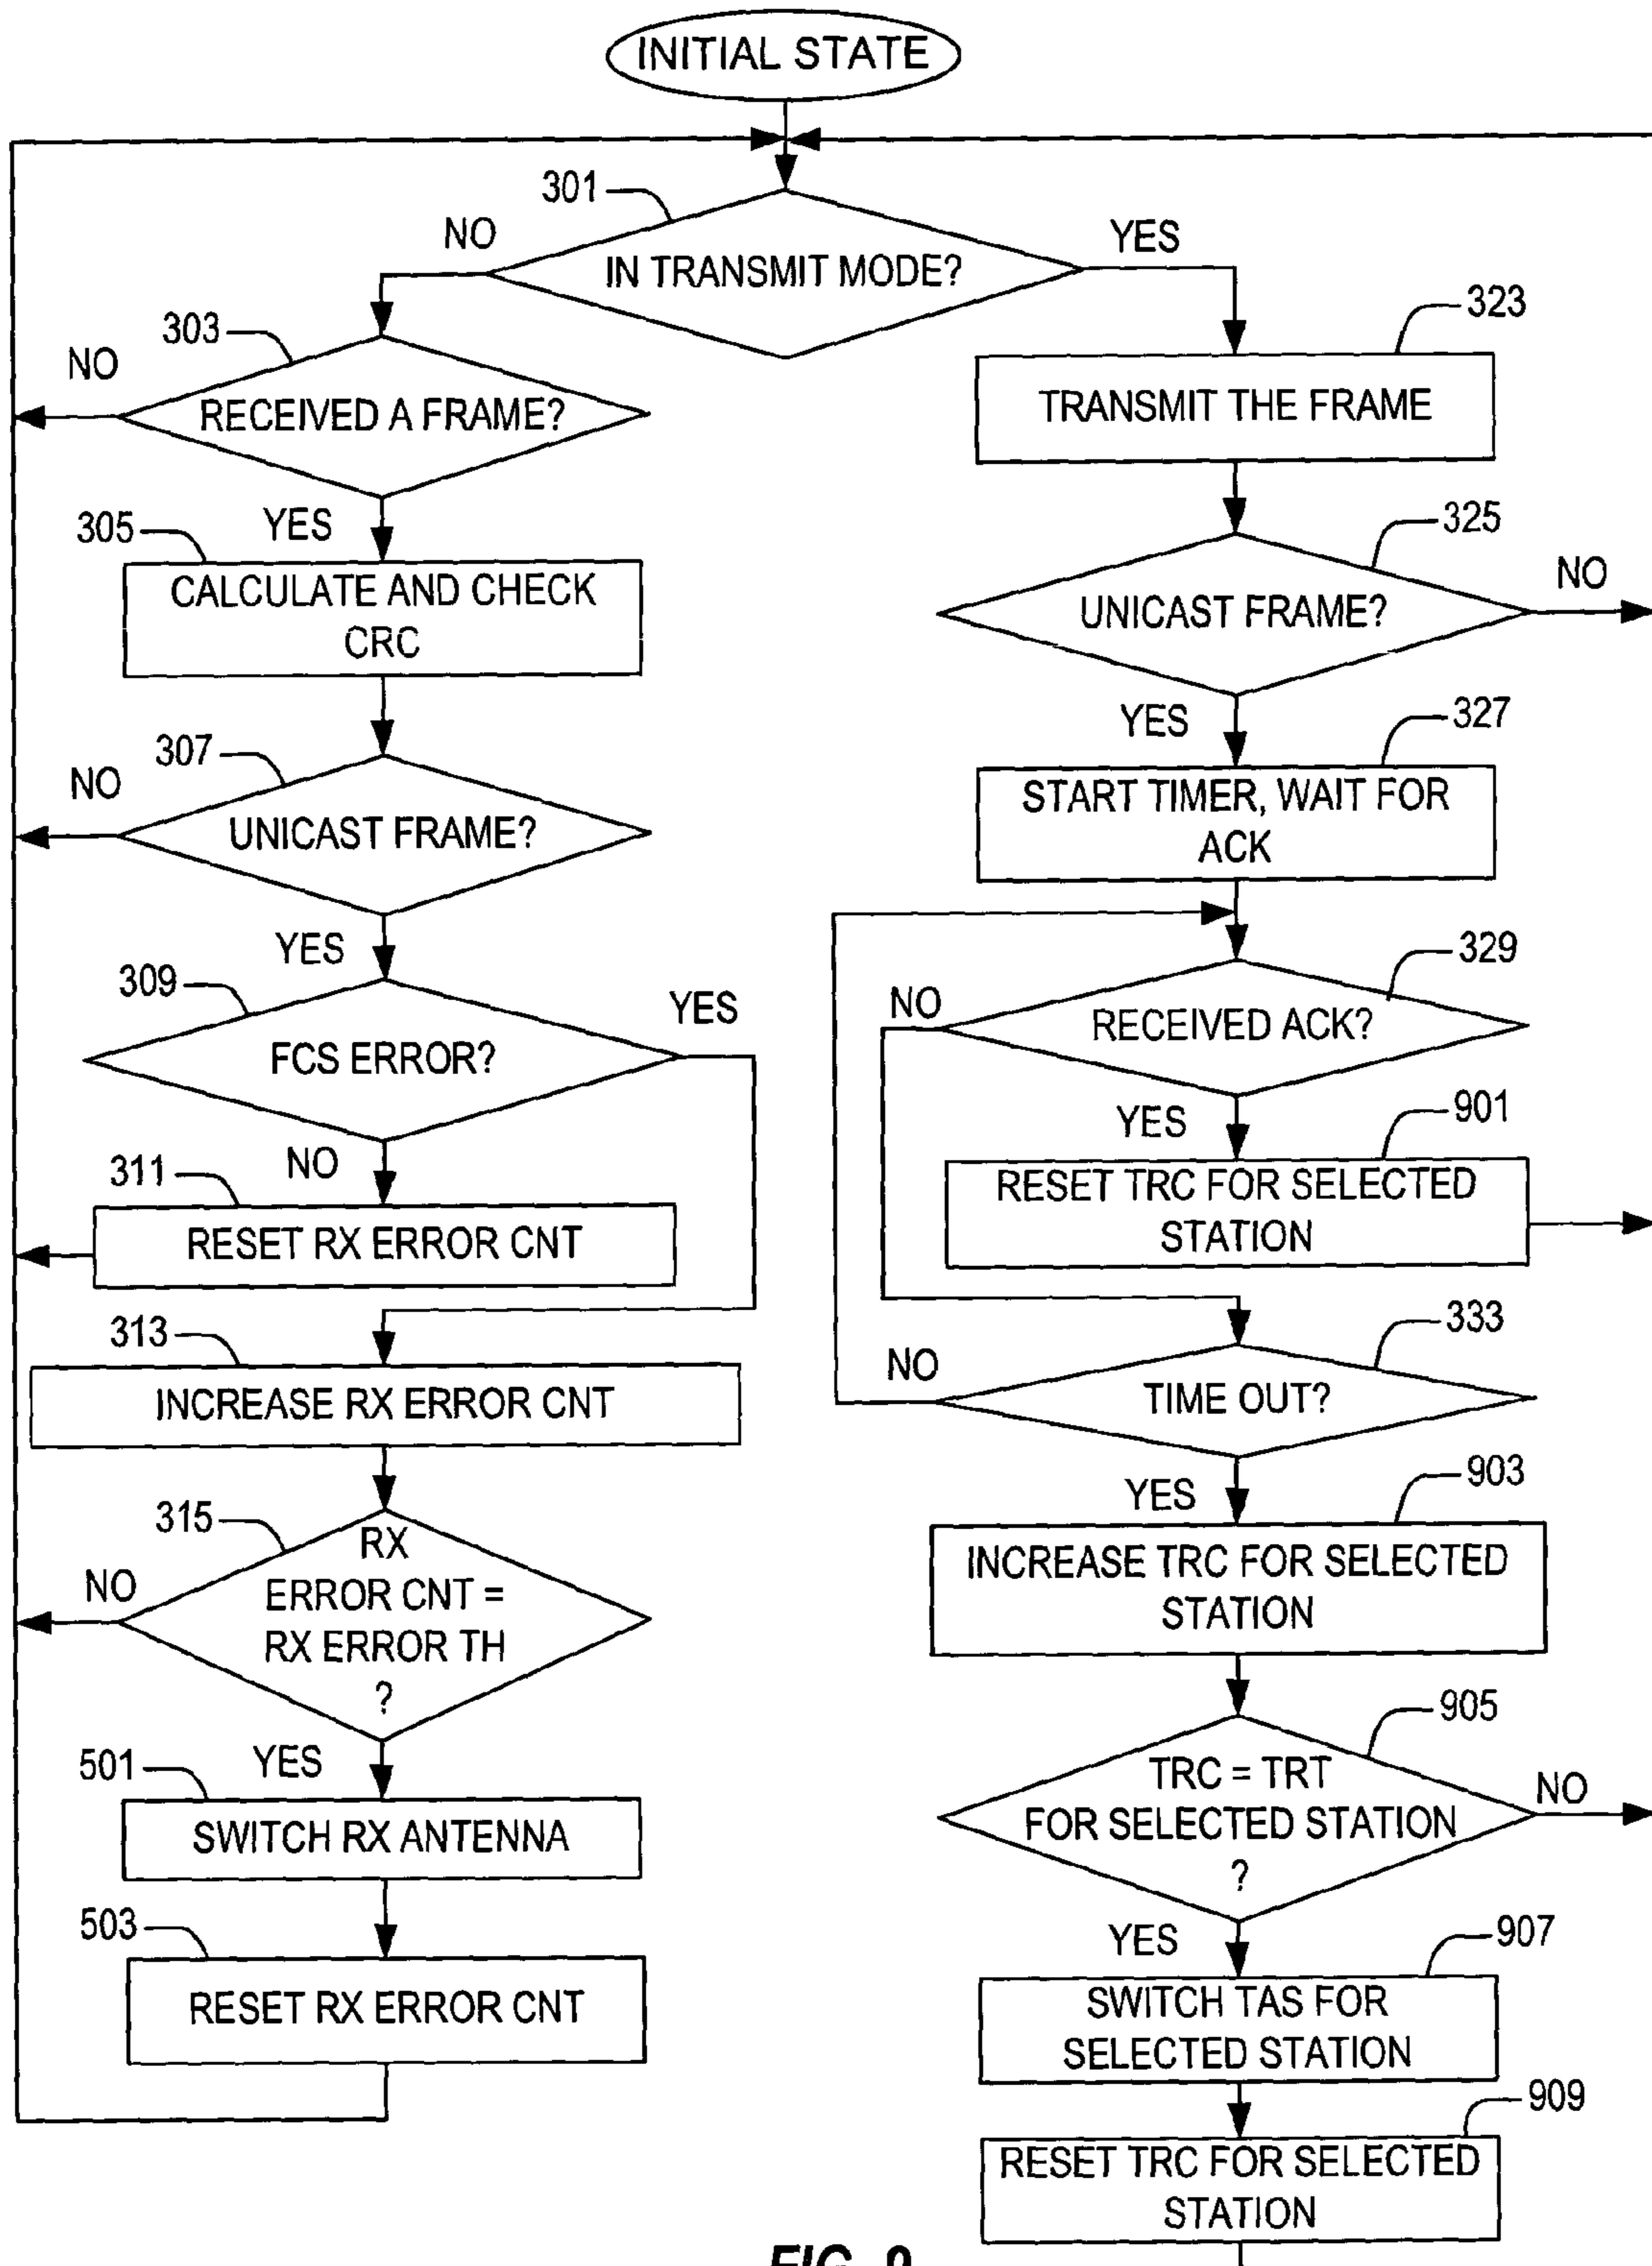 INITIAL STATE
301
NO
YES
IN TRANSMIT MODE?
303
NO
RECEIVED A FRAME?
YES
305
CALCULATE AND CHECK
CRC
307
NO
UNICAST FRAME?
YES
309
YES
FCS ERROR?
NO
311
RESET RX ERROR CNT
313
INCREASE RX ERROR CNT
315
RX
NO
ERROR CNT =
RX ERROR TH
?
YES
501
SWITCH RX ANTENNA
503
RESET RX ERROR CNT
323
TRANSMIT THE FRAME
325
NO
UNICAST FRAME?
YES
327
START TIMER, WAIT FOR
ACK
329
NO
RECEIVED ACK?
YES
901
RESET TRC FOR SELECTED
STATION
333
NO
TIME OUT?
YES
903
INCREASE TRC FOR SELECTED
STATION
905
TRC = TRT
NO
FOR SELECTED STATION
?
YES
907
SWITCH TAS FOR
SELECTED STATION
909
RESET TRC FOR SELECTED
STATION
FIG. 9